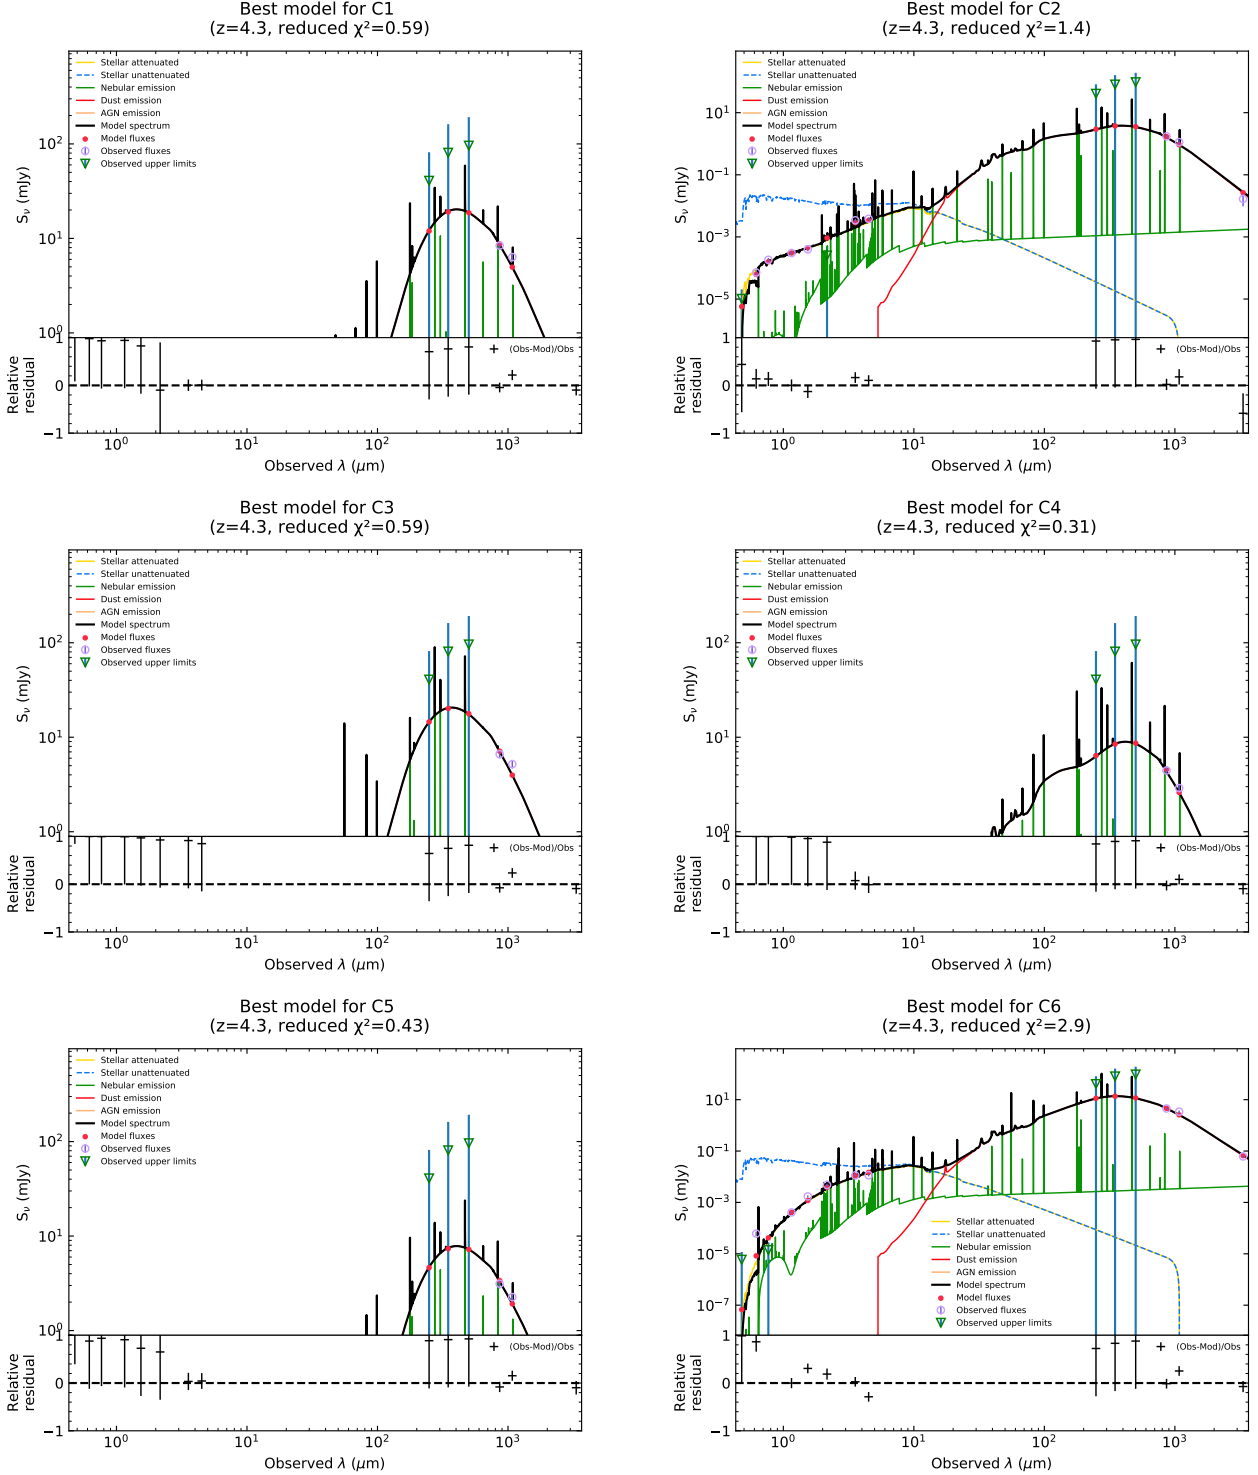 Best model for C1
(z=4.3, reduced χ²=0.59)
Stellar attenuated
Stellar unattenuated
Nebular emission
Dust emission
AGN emission
Model spectrum
Model fluxes
Observed fluxes
Observed upper limits
S_ν (mJy)
10²
10¹
10⁰
Relative residual
1
0
−1
(Obs-Mod)/Obs
10⁰ 10¹ 10² 10³
Observed λ (μm)
Best model for C2
(z=4.3, reduced χ²=1.4)
Stellar attenuated
Stellar unattenuated
Nebular emission
Dust emission
AGN emission
Model spectrum
Model fluxes
Observed fluxes
Observed upper limits
S_ν (mJy)
10¹
10⁻¹
10⁻³
10⁻⁵
Relative residual
1
0
−1
(Obs-Mod)/Obs
10⁰ 10¹ 10² 10³
Observed λ (μm)
Best model for C3
(z=4.3, reduced χ²=0.59)
Stellar attenuated
Stellar unattenuated
Nebular emission
Dust emission
AGN emission
Model spectrum
Model fluxes
Observed fluxes
Observed upper limits
S_ν (mJy)
10²
10¹
10⁰
Relative residual
1
0
−1
(Obs-Mod)/Obs
10⁰ 10¹ 10² 10³
Observed λ (μm)
Best model for C4
(z=4.3, reduced χ²=0.31)
Stellar attenuated
Stellar unattenuated
Nebular emission
Dust emission
AGN emission
Model spectrum
Model fluxes
Observed fluxes
Observed upper limits
S_ν (mJy)
10²
10¹
10⁰
Relative residual
1
0
−1
(Obs-Mod)/Obs
10⁰ 10¹ 10² 10³
Observed λ (μm)
Best model for C5
(z=4.3, reduced χ²=0.43)
Stellar attenuated
Stellar unattenuated
Nebular emission
Dust emission
AGN emission
Model spectrum
Model fluxes
Observed fluxes
Observed upper limits
S_ν (mJy)
10²
10¹
10⁰
Relative residual
1
0
−1
(Obs-Mod)/Obs
10⁰ 10¹ 10² 10³
Observed λ (μm)
Best model for C6
(z=4.3, reduced χ²=2.9)
S_ν (mJy)
10¹
10⁻¹
10⁻³
10⁻⁵
10⁻⁷
Stellar attenuated
Stellar unattenuated
Nebular emission
Dust emission
AGN emission
Model spectrum
Model fluxes
Observed fluxes
Observed upper limits
Relative residual
1
0
−1
(Obs-Mod)/Obs
10⁰ 10¹ 10² 10³
Observed λ (μm)